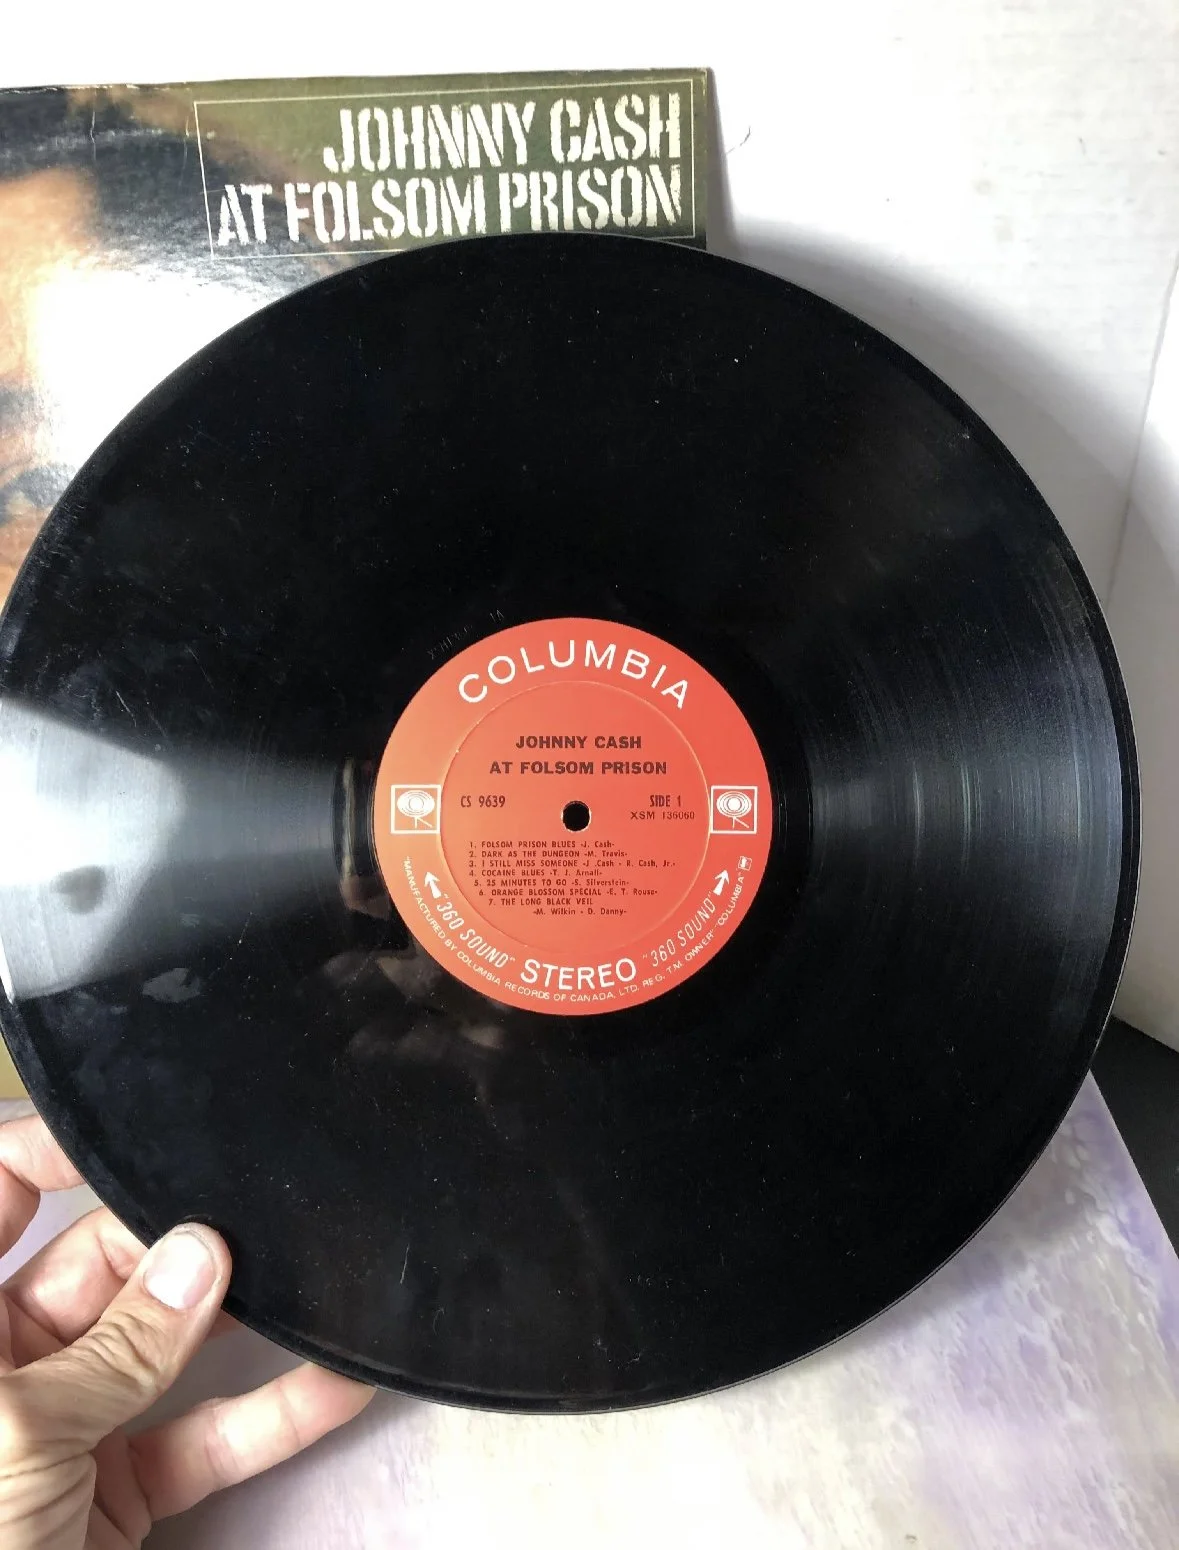 JOHNNY CASH
AT FOLSOM PRISON
COLUMBIA
JOHNNY CASH
AT FOLSOM PRISON
CS 9639
SIDE 1
XSM 136060
1. FOLSOM PRISON BLUES -J. Cash-
2. DARK AS THE DUNGEON -M. Travis-
3. I STILL MISS SOMEONE -J. Cash - R. Cash, Jr.-
4. COCAINE BLUES -T. J. Arnall-
5. 25 MINUTES TO GO -S. Silverstein-
6. ORANGE BLOSSOM SPECIAL -E. T. Rouse-
7. THE LONG BLACK VEIL
-M. Wilkin - D. Danny-
"360 SOUND" STEREO "360 SOUND"
"MANUFACTURED BY COLUMBIA RECORDS OF CANADA, LTD. REG. T.M. OWNER" "COLUMBIA"